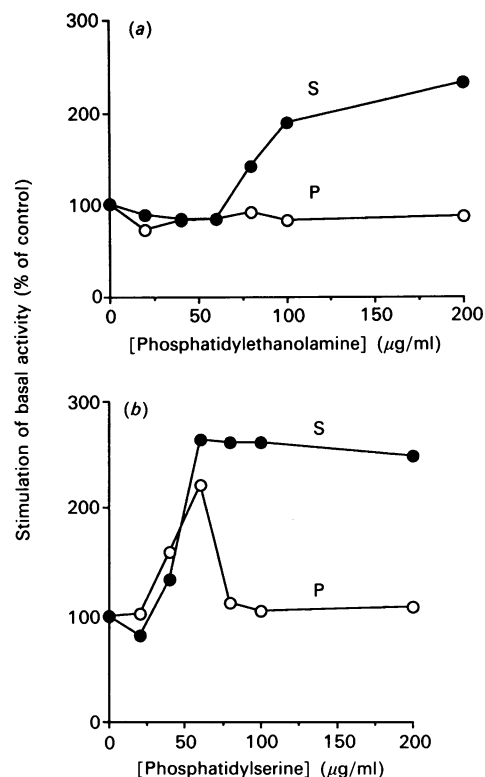 (a)
300
200
100
0
S
P
0 50 100 150 200
[Phosphatidylethanolamine] (μg/ml)
Stimulation of basal activity (% of control)
(b)
300
200
100
0
S
P
0 50 100 150 200
[Phosphatidylserine] (μg/ml)